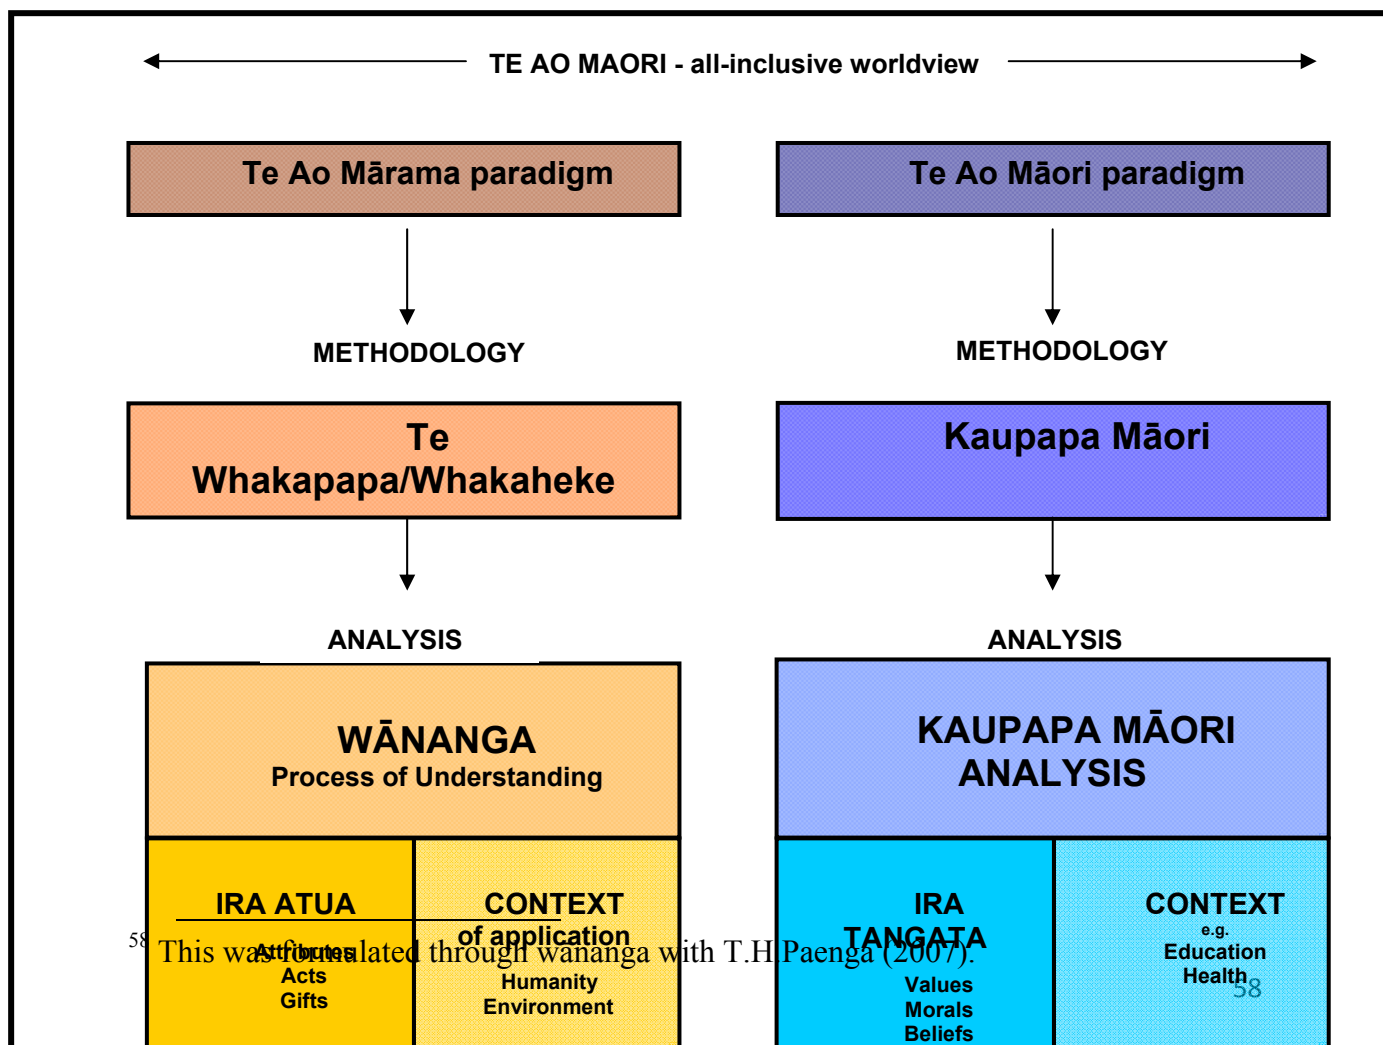 TE AO MAORI - all-inclusive worldview
Te Ao Mārama paradigm
Te Ao Māori paradigm
METHODOLOGY
METHODOLOGY
Te
Whakapapa/Whakaheke
Kaupapa Māori
ANALYSIS
ANALYSIS
WĀNANGA
Process of Understanding
KAUPAPA MĀORI
ANALYSIS
IRA ATUA
Attributes
Acts
Gifts
CONTEXT
of application
Humanity
Environment
IRA
TANGATA
Values
Morals
Beliefs
CONTEXT
e.g.
Education
Health
58 This was formulated through wānanga with T.H.Paenga (2007).
58